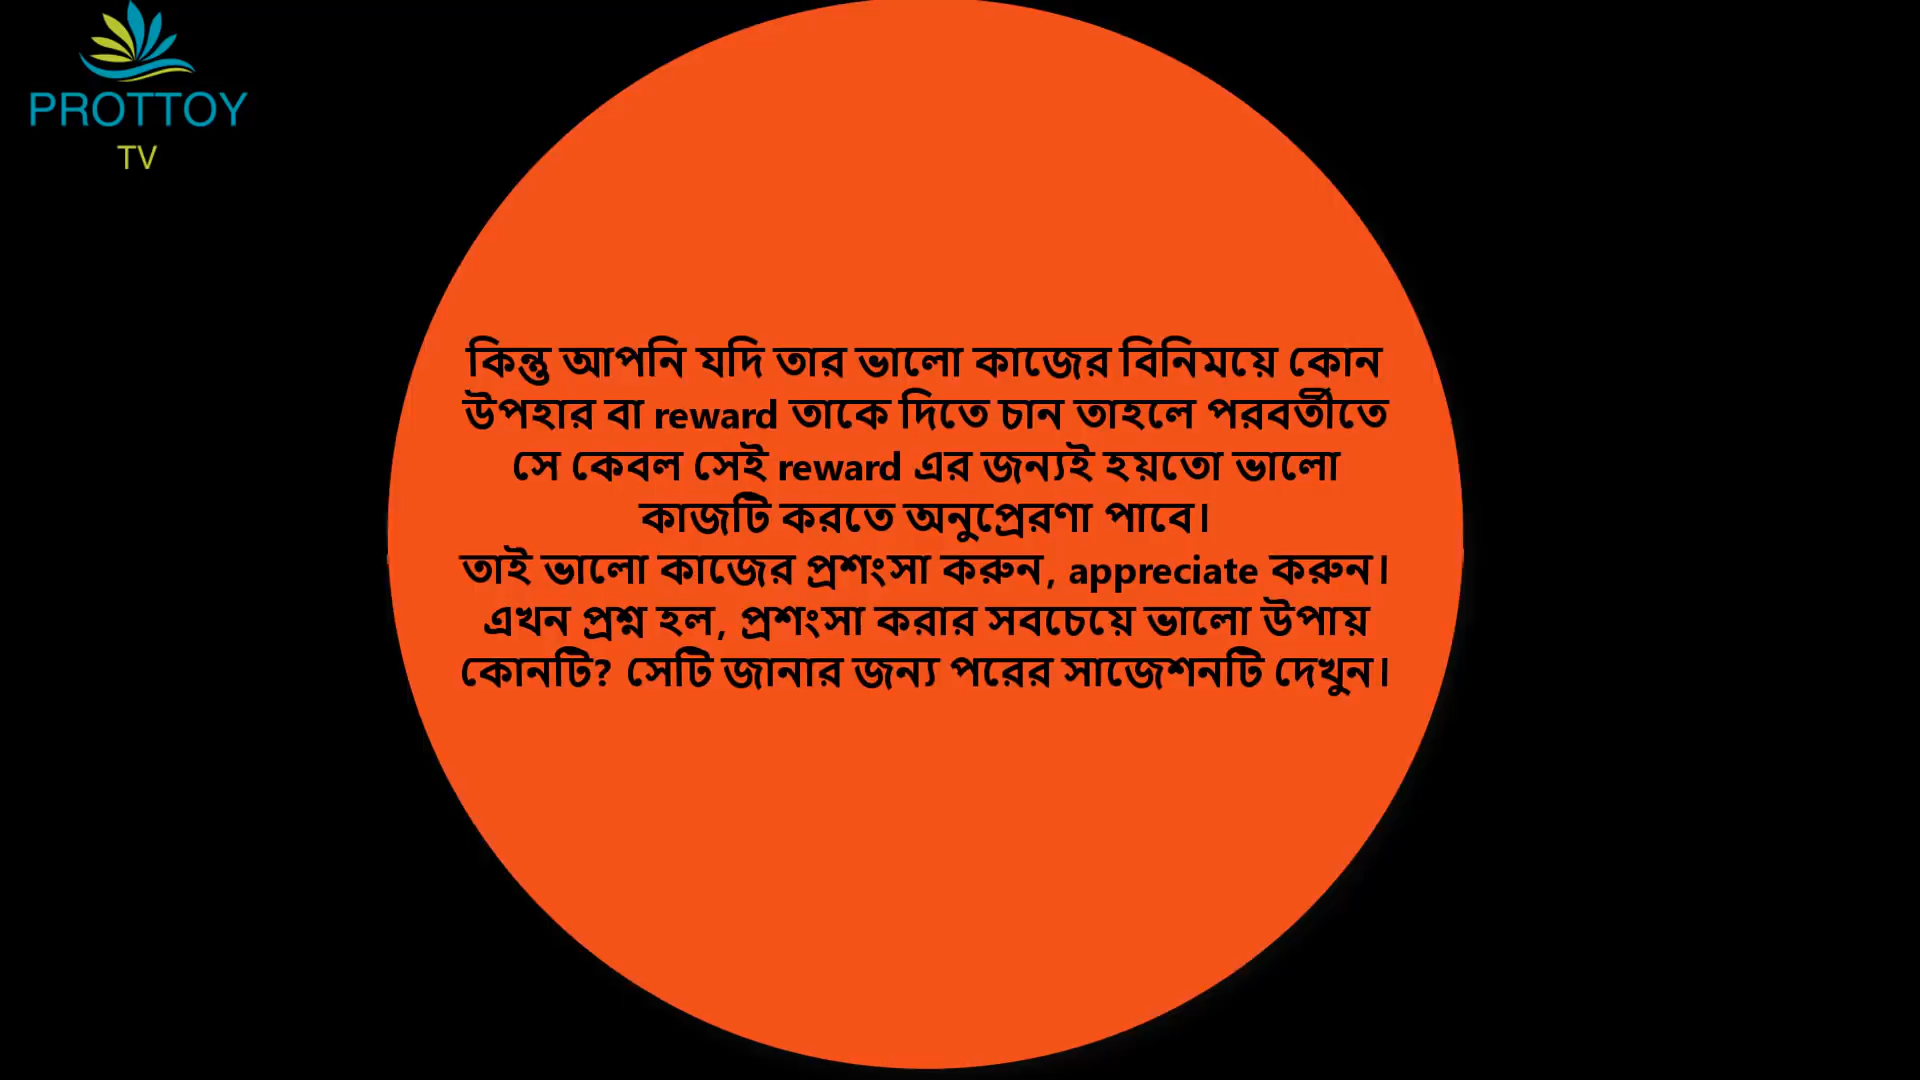 PROTTOY
TV
কিন্তু আপনি যদি তার ভালো কাজের বিনিময়ে কোন
উপহার বা reward তাকে দিতে চান তাহলে পরবর্তীতে
সে কেবল সেই reward এর জন্যই হয়তো ভালো
কাজটি করতে অনুপ্রেরণা পাবে।
তাই ভালো কাজের প্রশংসা করুন, appreciate করুন।
এখন প্রশ্ন হল, প্রশংসা করার সবচেয়ে ভালো উপায়
কোনটি? সেটি জানার জন্য পরের সাজেশনটি দেখুন।